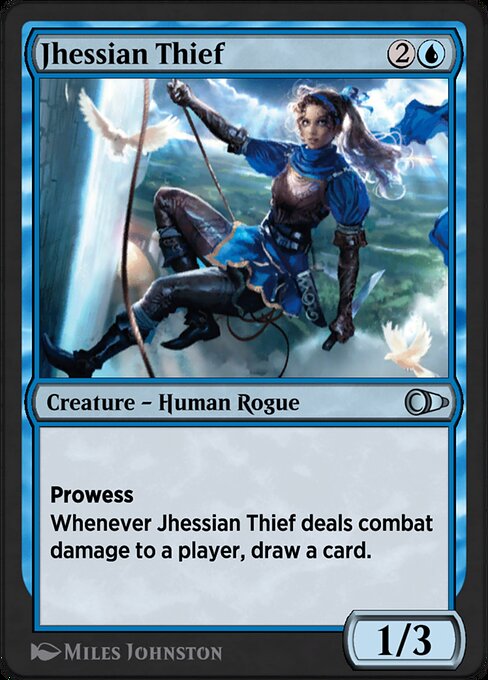 Jhessian Thief 2
Creature – Human Rogue
Prowess
Whenever Jhessian Thief deals combat
damage to a player, draw a card.
1/3
Miles Johnston